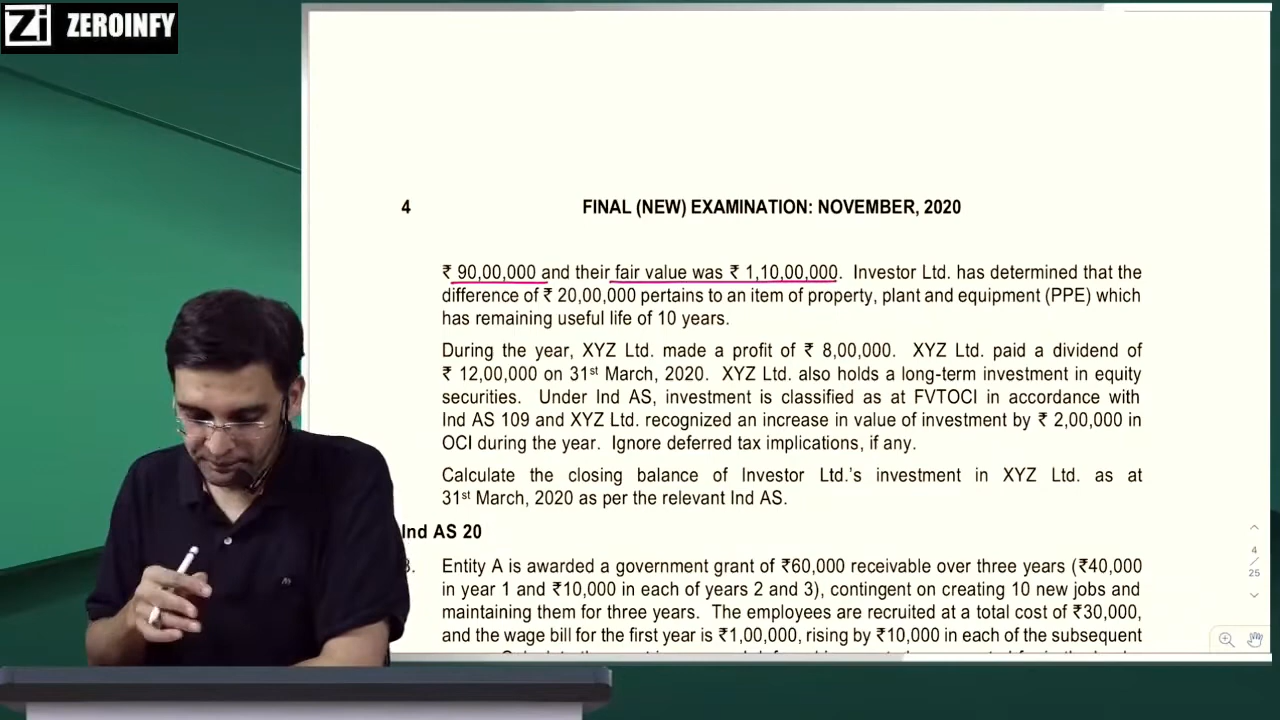 Zi ZEROINFY
4 FINAL (NEW) EXAMINATION: NOVEMBER, 2020
₹ 90,00,000 and their fair value was ₹ 1,10,00,000. Investor Ltd. has determined that the
difference of ₹ 20,00,000 pertains to an item of property, plant and equipment (PPE) which
has remaining useful life of 10 years.
During the year, XYZ Ltd. made a profit of ₹ 8,00,000. XYZ Ltd. paid a dividend of
₹ 12,00,000 on 31st March, 2020. XYZ Ltd. also holds a long-term investment in equity
securities. Under Ind AS, investment is classified as at FVTOCI in accordance with
Ind AS 109 and XYZ Ltd. recognized an increase in value of investment by ₹ 2,00,000 in
OCI during the year. Ignore deferred tax implications, if any.
Calculate the closing balance of Investor Ltd.'s investment in XYZ Ltd. as at
31st March, 2020 as per the relevant Ind AS.
Ind AS 20
Entity A is awarded a government grant of ₹60,000 receivable over three years (₹40,000
in year 1 and ₹10,000 in each of years 2 and 3), contingent on creating 10 new jobs and
maintaining them for three years. The employees are recruited at a total cost of ₹30,000,
and the wage bill for the first year is ₹1,00,000, rising by ₹10,000 in each of the subsequent
4
/
25